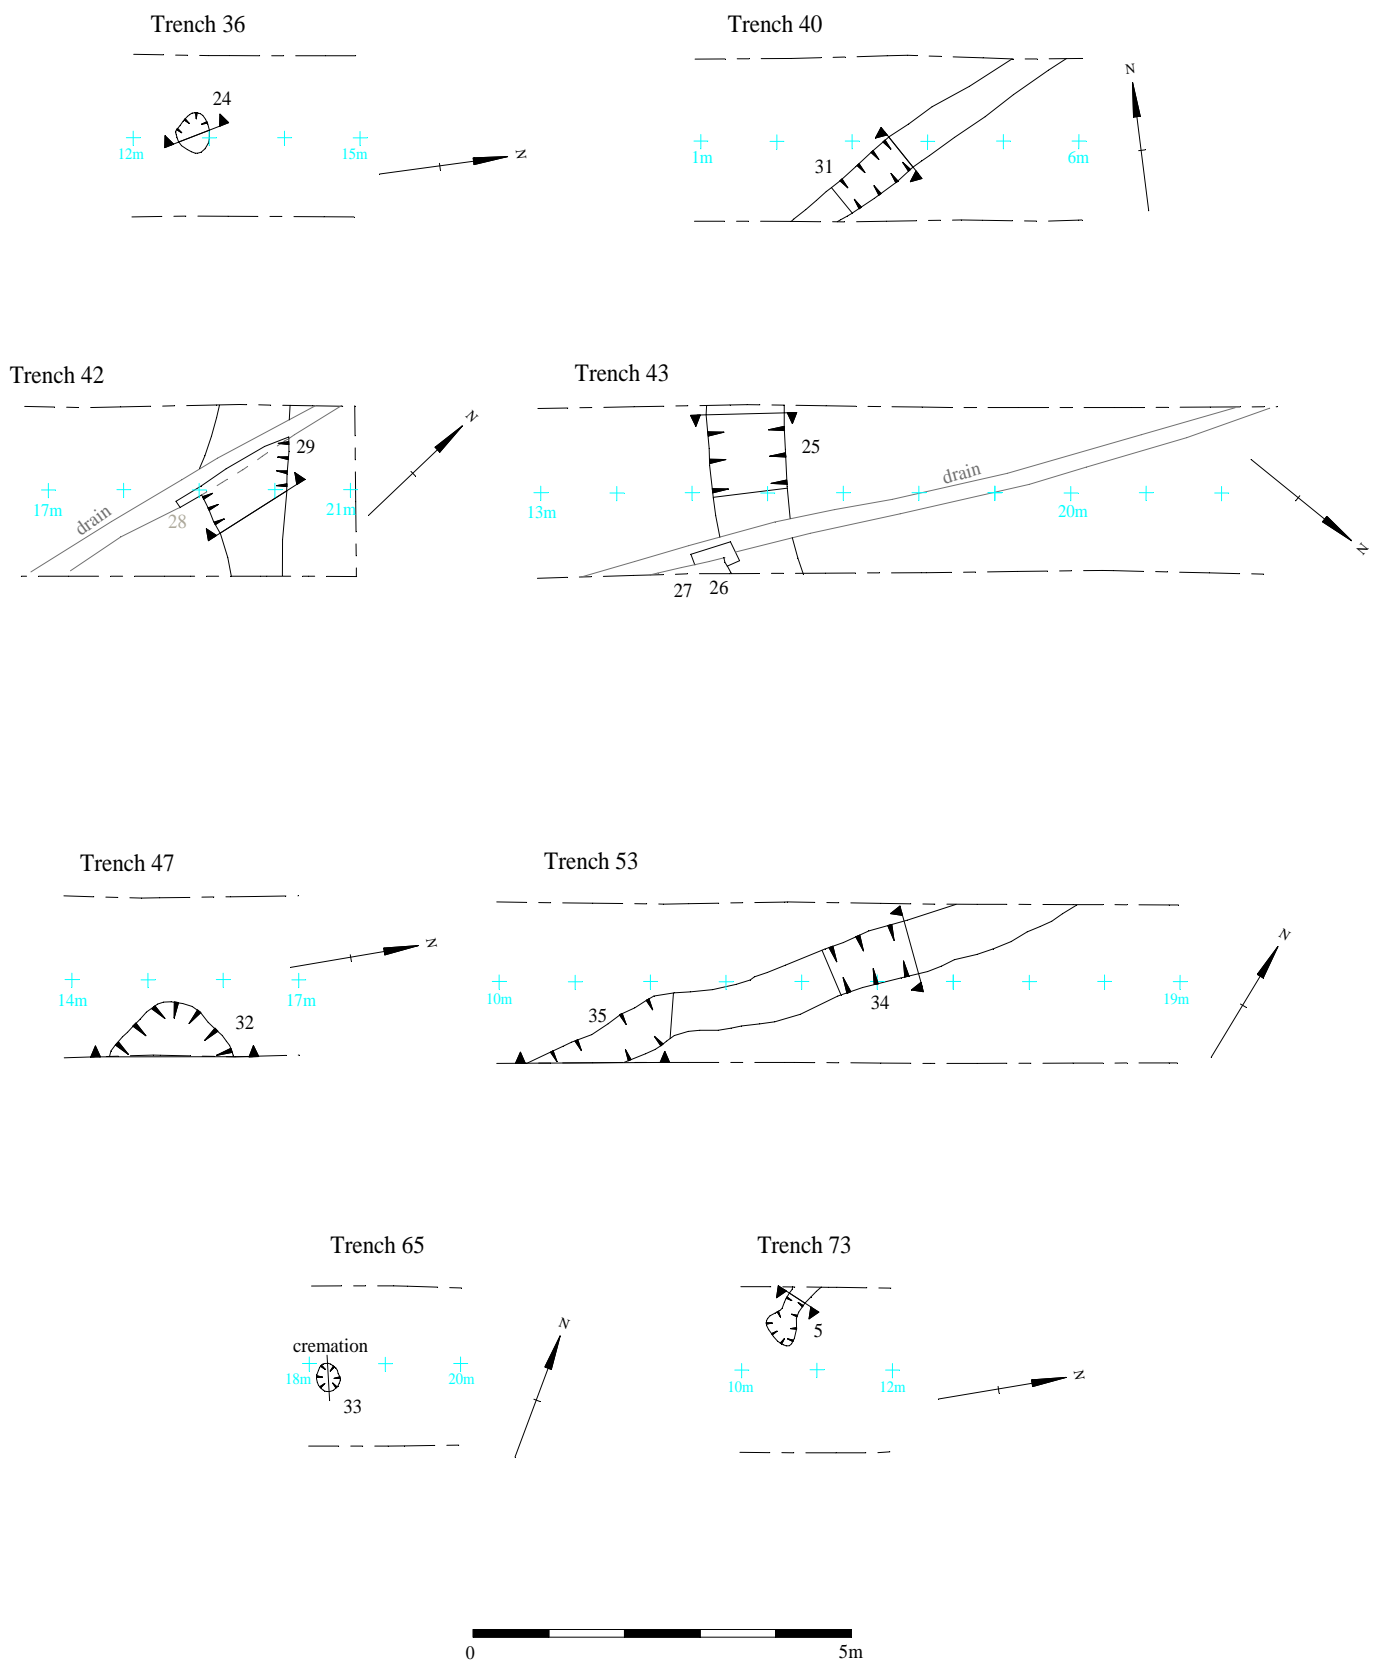 Trench 36
24
12m
15m
N
Trench 40
N
1m
31
6m
Trench 42
N
29
17m
21m
drain
28
Trench 43
25
drain
13m
20m
N
27
26
Trench 47
N
14m
17m
32
Trench 53
N
10m
34
19m
35
Trench 65
N
cremation
18m
20m
33
Trench 73
5
10m
12m
N
0
5m